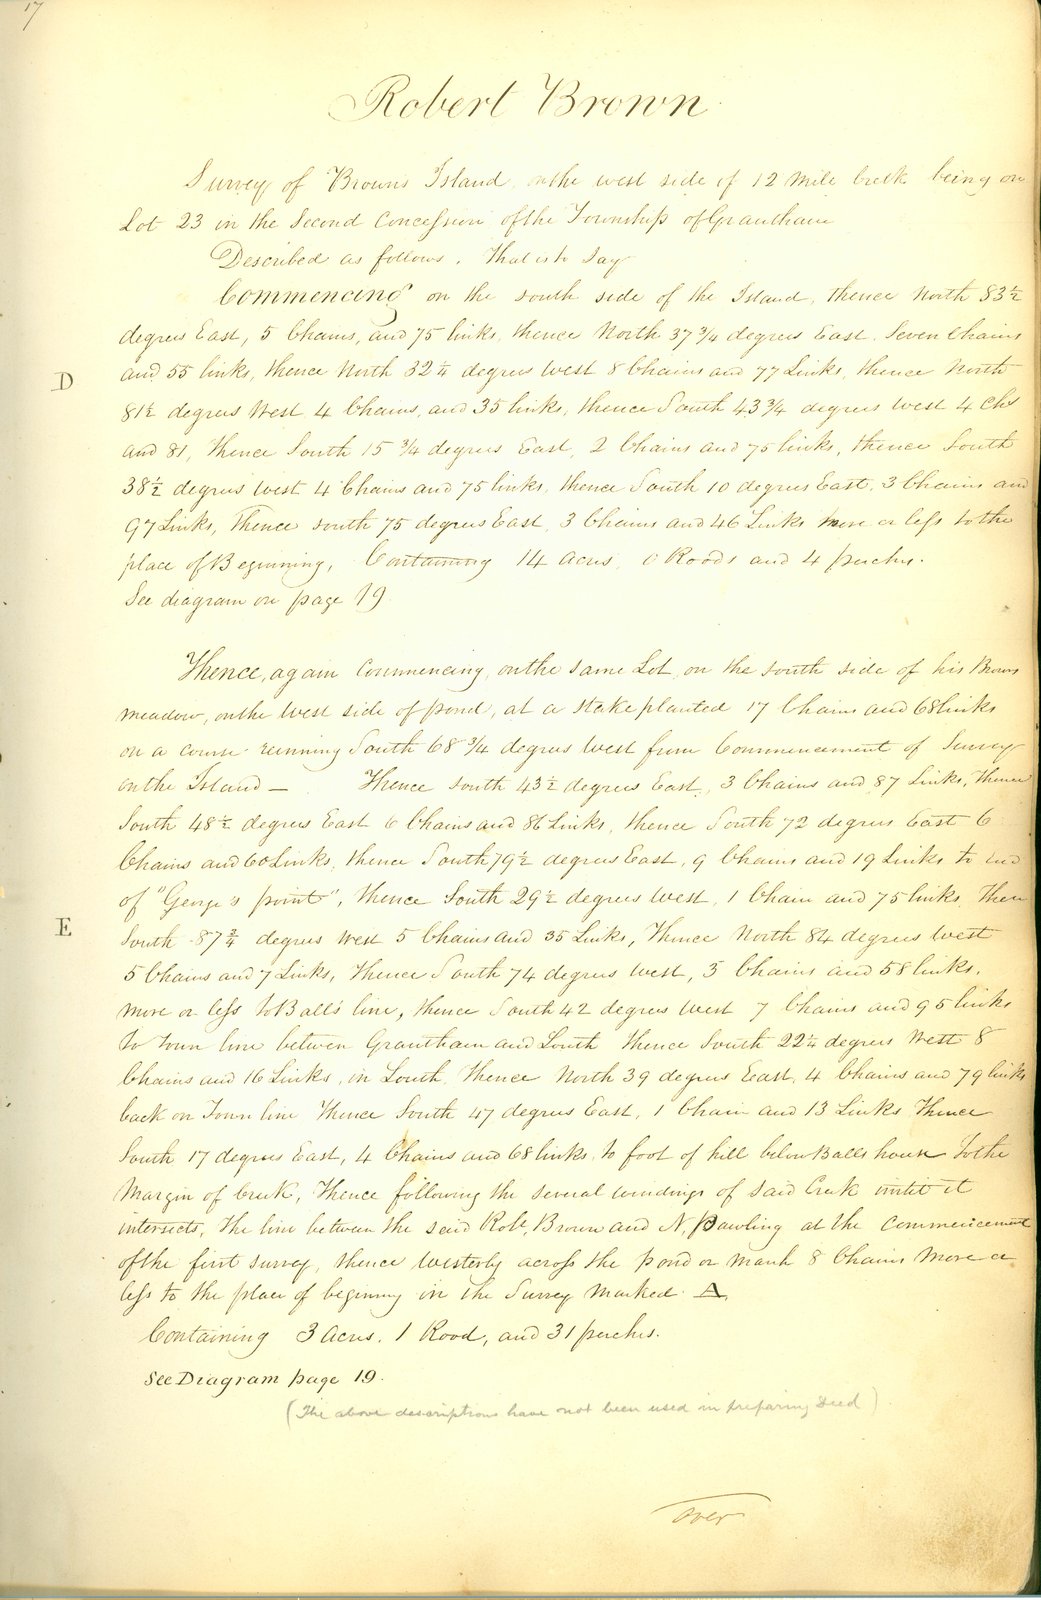 17
Robert Brown
Survey of Browns Island, on the west side of 12 Mile Creek being on
Lot 23 in the Second Concession of the Township of Grantham
Described as follows. That is to Say
Commencing on the south side of the Island, thence North 83½
degrees East, 5 Chains, and 75 links, thence North 37¾ degrees East. Seven Chains
and 55 links, thence North 32¼ degrees West 8 Chains and 77 Links, thence North
D
81½ degrees West 4 Chains, and 35 links, thence South 43¾ degrees West 4 Chs
and 81, thence South 15¾ degrees East, 2 Chains and 75 links, thence South
38½ degrees West 4 Chains and 75 links, thence South 10 degrees East, 3 Chains and
97 Links, Thence South 75 degrees East, 3 Chains and 46 Links more or less to the
place of Beginning, Containing 14 acres, 0 Roods and 4 perches.
See diagram on page 19
Thence, again Commencing, on the same Lot, on the south side of his Brown
meadow, on the West side of pond, at a stake planted 17 Chains and 68 links
on a course running South 68¾ degrees West from Commencement of Survey
on the Island — Thence South 43½ degrees East, 3 Chains and 87 Links, thence
South 48½ degrees East 6 Chains and 86 Links, thence South 72 degrees East 6
Chains and 60 Links, thence South 79½ degrees East, 9 Chains and 19 Links to end
of "George's point", thence South 29½ degrees West, 1 Chain and 75 links, Then
E
South 87¾ degrees West 5 Chains and 35 Links, Thence North 84 degrees West
5 Chains and 7 Links, thence South 74 degrees West, 3 Chains and 58 links,
more or less to Ball's line, thence South 42 degrees West 7 Chains and 95 links
to town line between Grantham and Louth Thence South 22¼ degrees West 8
Chains and 16 Links, in Louth, Thence North 39 degrees East, 4 Chains and 79 links
back on Town line Thence South 47 degrees East, 1 Chain and 13 Links Thence
South 17 degrees East, 4 Chains and 68 links to foot of hill below Balls house to the
Margin of Creek, Thence following the several windings of said Creek until it
intersects, the line between the said Robt. Brown and N. Pawling at the commencement
of the first survey, thence westerly across the pond or marsh 8 Chains more or
less to the place of beginning in the Survey marked A
Containing 3 Acres, 1 Rood, and 31 perches.
See Diagram page 19.
(The above descriptions have not been used in preparing Deed)
Over